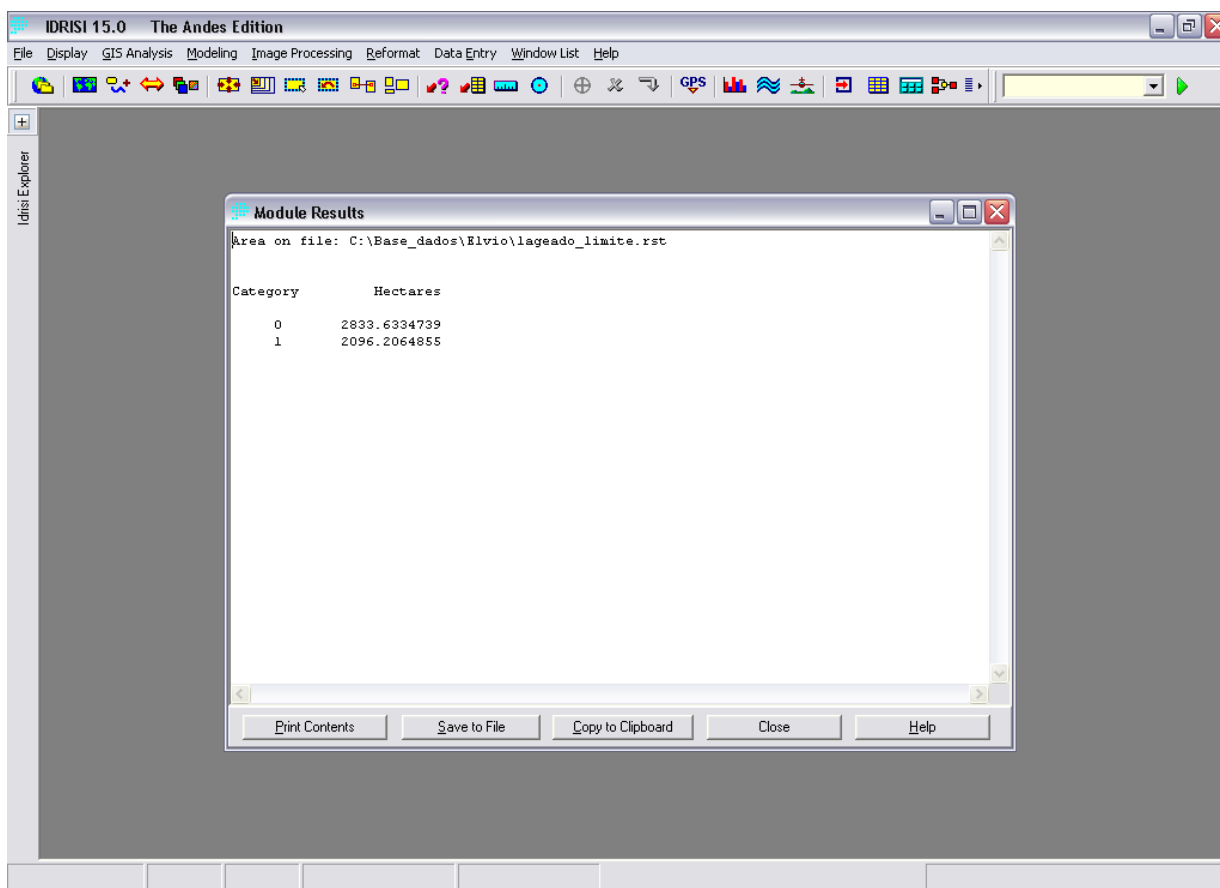 IDRISI 15.0 The Andes Edition
File Display GIS Analysis Modeling Image Processing Reformat Data Entry Window List Help
GPS
Idrisi Explorer
Module Results
Area on file: C:\Base_dados\Elvio\lageado_limite.rst
Category Hectares
0 2833.6334739
1 2096.2064855
Print Contents Save to File Copy to Clipboard Close Help